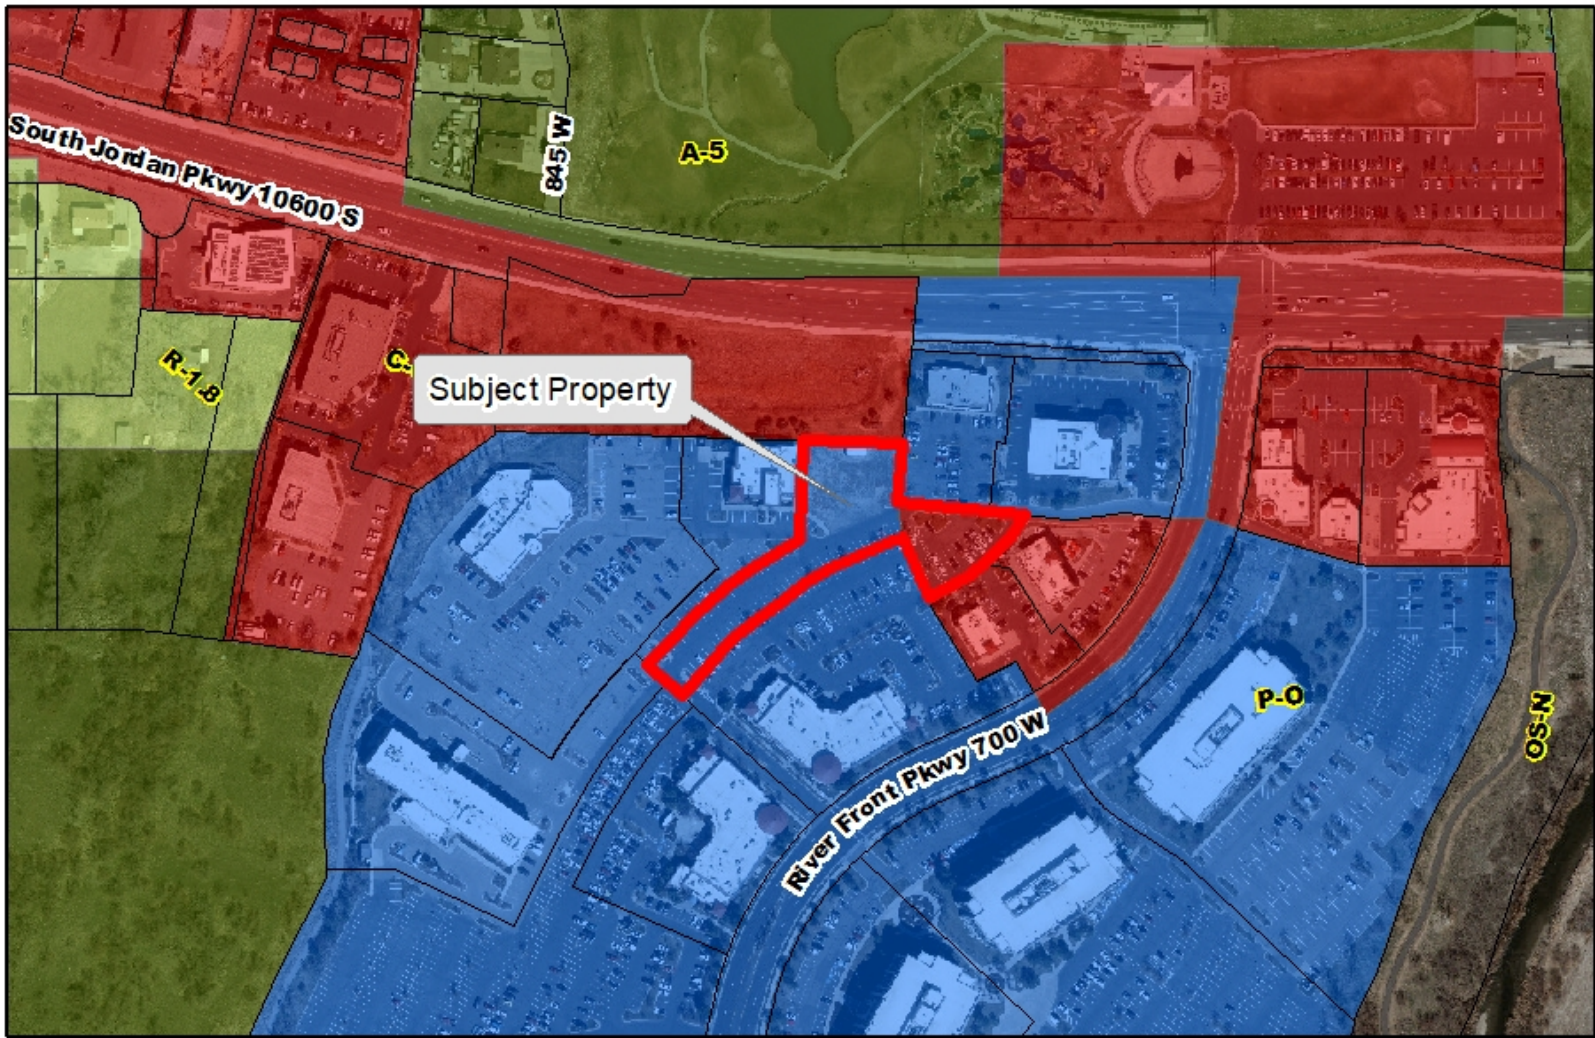 South Jordan Pkwy 10600 S
845 W
A-5
R-1.8
C-
Subject Property
P-O
OS-N
River Front Pkwy 700 W